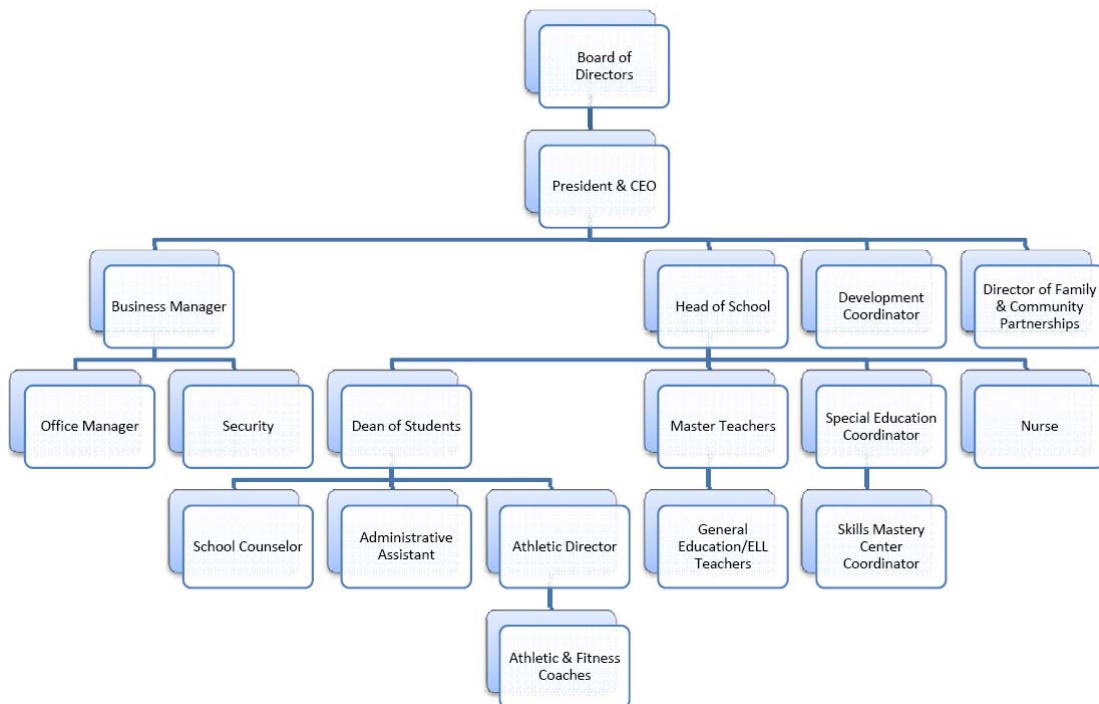 Board of
Directors
President & CEO
Business Manager
Head of School
Development
Coordinator
Director of Family
& Community
Partnerships
Office Manager
Security
Dean of Students
Master Teachers
Special Education
Coordinator
Nurse
School Counselor
Administrative
Assistant
Athletic Director
General
Education/ELL
Teachers
Skills Mastery
Center
Coordinator
Athletic & Fitness
Coaches